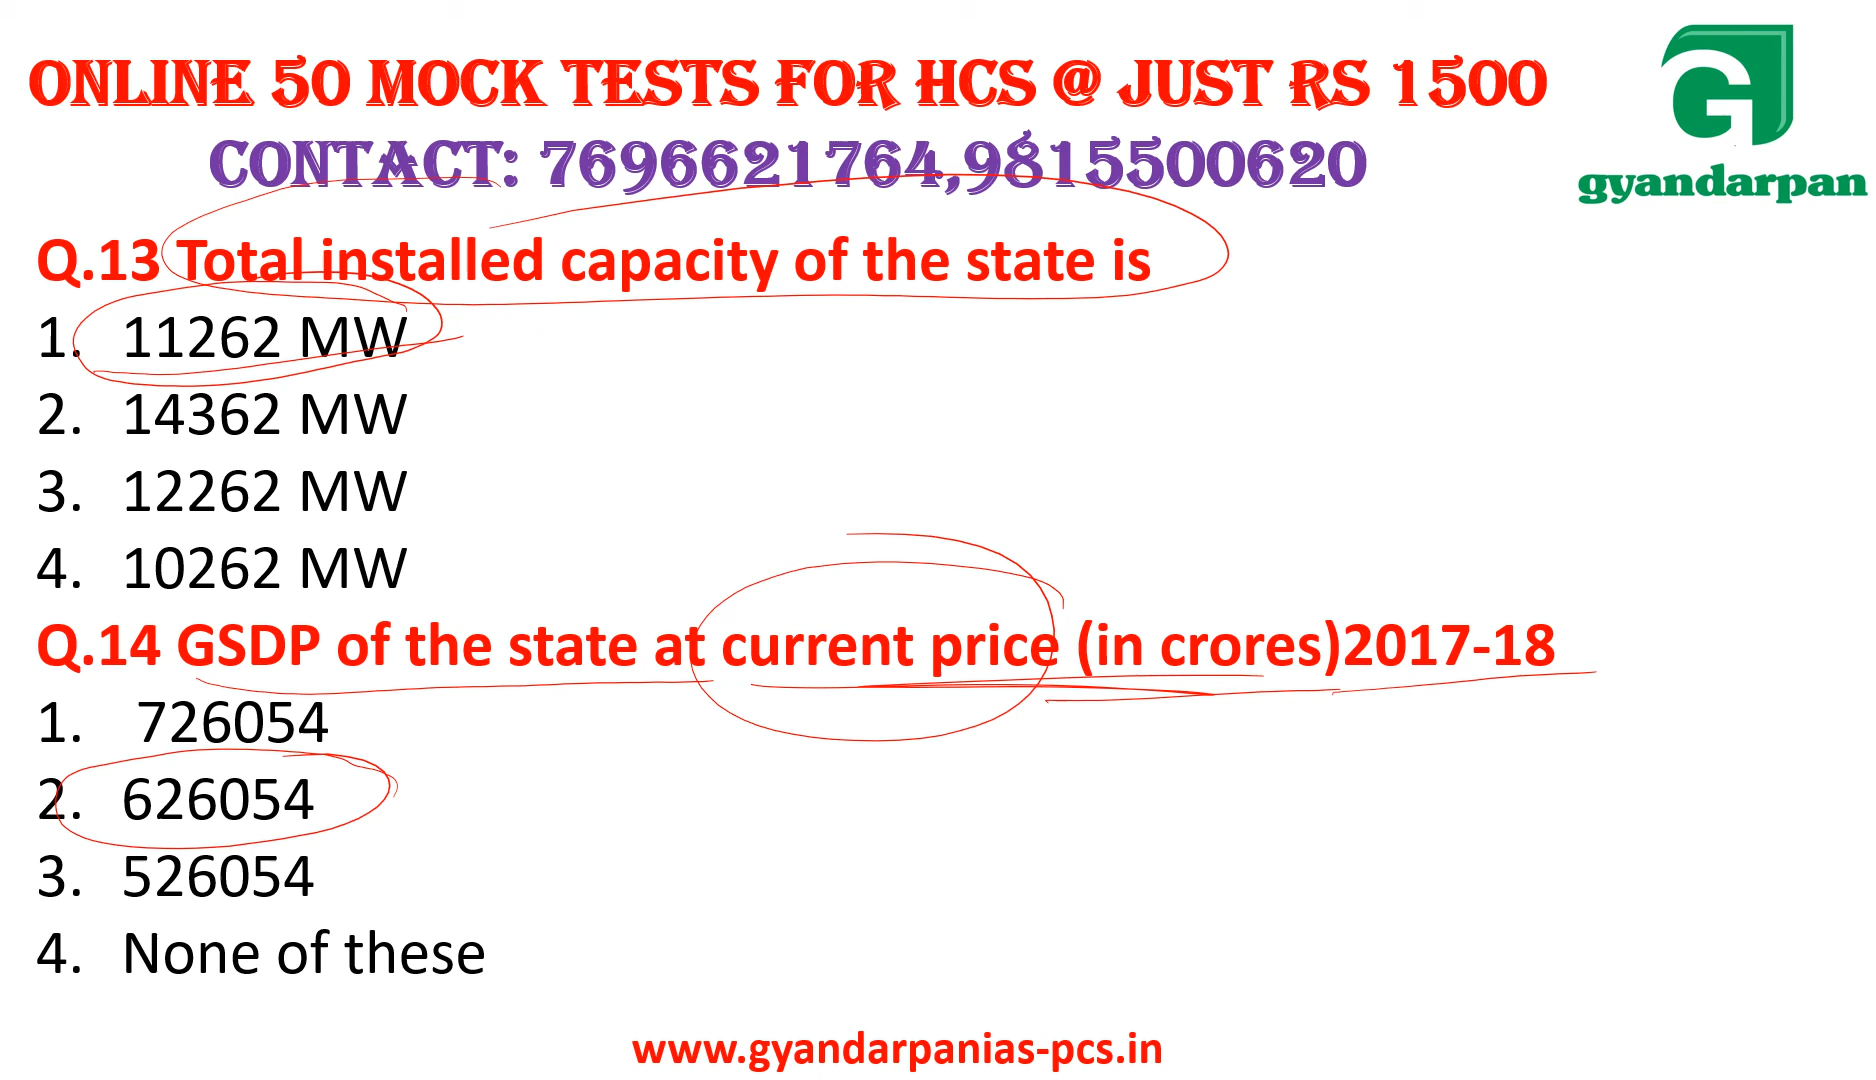 ONLINE 50 MOCK TESTS FOR HCS @ JUST RS 1500
CONTACT: 7696621764,9815500620
gyandarpan
Q.13 Total installed capacity of the state is
1. 11262 MW
2. 14362 MW
3. 12262 MW
4. 10262 MW
Q.14 GSDP of the state at current price (in crores)2017-18
1. 726054
2. 626054
3. 526054
4. None of these
www.gyandarpanias-pcs.in